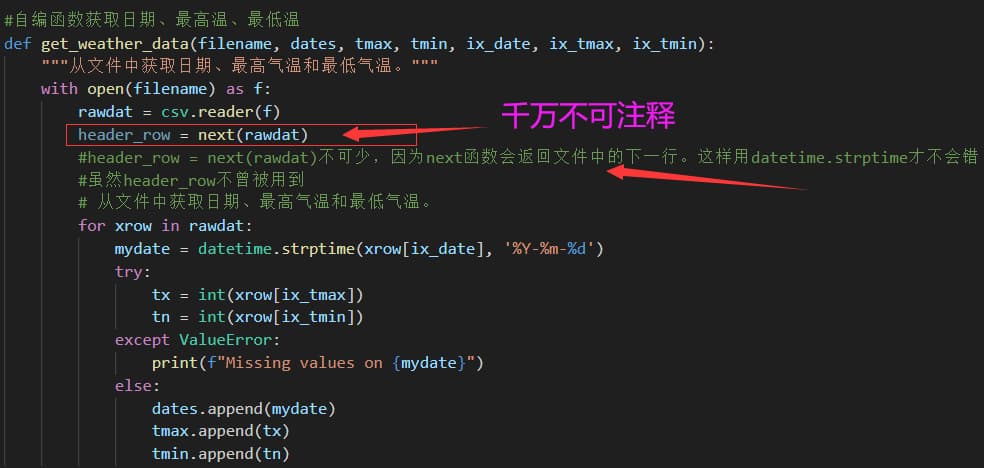 #自编函数获取日期、最高温、最低温
def get_weather_data(filename, dates, tmax, tmin, ix_date, ix_tmax, ix_tmin):
    """从文件中获取日期、最高气温和最低气温。"""
    with open(filename) as f:
        rawdat = csv.reader(f)
        header_row = next(rawdat)
千万不可注释
        #header_row = next(rawdat)不可少，因为next函数会返回文件中的下一行。这样用datetime.strptime才不会错
        #虽然header_row不曾被用到
        # 从文件中获取日期、最高气温和最低气温。
        for xrow in rawdat:
            mydate = datetime.strptime(xrow[ix_date], '%Y-%m-%d')
            try:
                tx = int(xrow[ix_tmax])
                tn = int(xrow[ix_tmin])
            except ValueError:
                print(f"Missing values on {mydate}")
            else:
                dates.append(mydate)
                tmax.append(tx)
                tmin.append(tn)